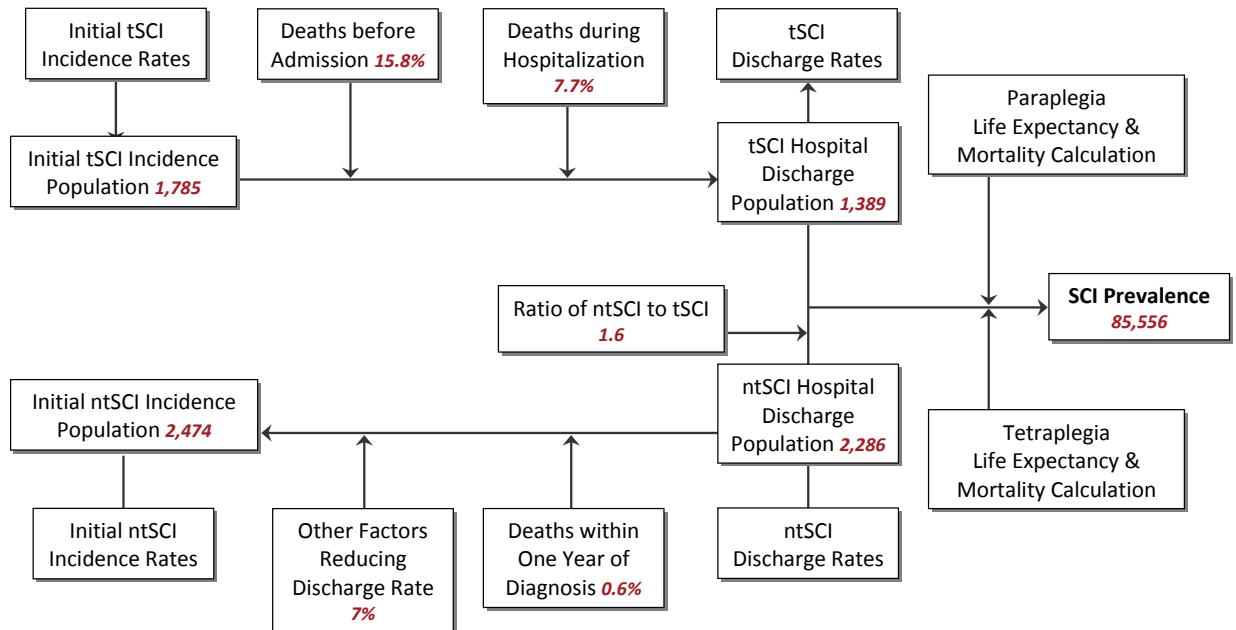 Initial tSCI
Incidence Rates
Deaths before
Admission 15.8%
Deaths during
Hospitalization
7.7%
tSCI
Discharge Rates
Paraplegia
Life Expectancy &
Mortality Calculation
Initial tSCI Incidence
Population 1,785
tSCI Hospital
Discharge
Population 1,389
Ratio of ntSCI to tSCI
1.6
SCI Prevalence
85,556
Initial ntSCI Incidence
Population 2,474
ntSCI Hospital
Discharge
Population 2,286
Tetraplegia
Life Expectancy &
Mortality Calculation
Initial ntSCI
Incidence Rates
Other Factors
Reducing
Discharge Rate
7%
Deaths within
One Year of
Diagnosis 0.6%
ntSCI
Discharge Rates